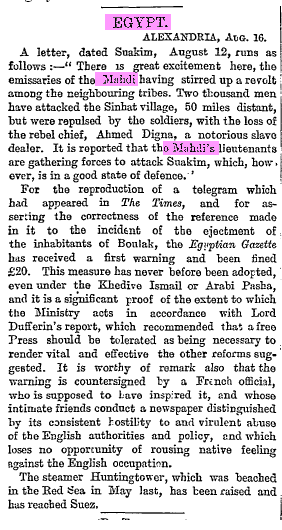 EGYPT.
ALEXANDRIA, AUG. 16.
A letter, dated Suakim, August 12, runs as
follows :—“ There is great excitement here, the
emissaries of the Mahdi having stirred up a revolt
among the neighbouring tribes. Two thousand men
have attacked the Sinbat village, 50 miles distant,
but were repulsed by the soldiers, with the loss of
the rebel chief, Ahmed Digna, a notorious slave
dealer. It is reported that the Mahdi's lieutenants
are gathering forces to attack Suakim, which, how-
ever, is in a good state of defence.”
For the reproduction of a telegram which
had appeared in The Times, and for as-
serting the correctness of the reference made
in it to the incident of the ejectment of
the inhabitants of Boulak, the Egyptian Gazette
has received a first warning and been fined
£20. This measure has never before been adopted,
even under the Khedive Ismail or Arabi Pasha,
and it is a significant proof of the extent to which
the Ministry acts in accordance with Lord
Dufferin's report, which recommended that a free
Press should be tolerated as being necessary to
render vital and effective the other reforms sug-
gested. It is worthy of remark also that the
warning is countersigned by a French official,
who is supposed to have inspired it, and whose
intimate friends conduct a newspaper distinguished
by its consistent hostility to and virulent abuse
of the English authorities and policy, and which
loses no opportunity of rousing native feeling
against the English occupation.
The steamer Huntingtower, which was beached
in the Red Sea in May last, has been raised and
has reached Suez.